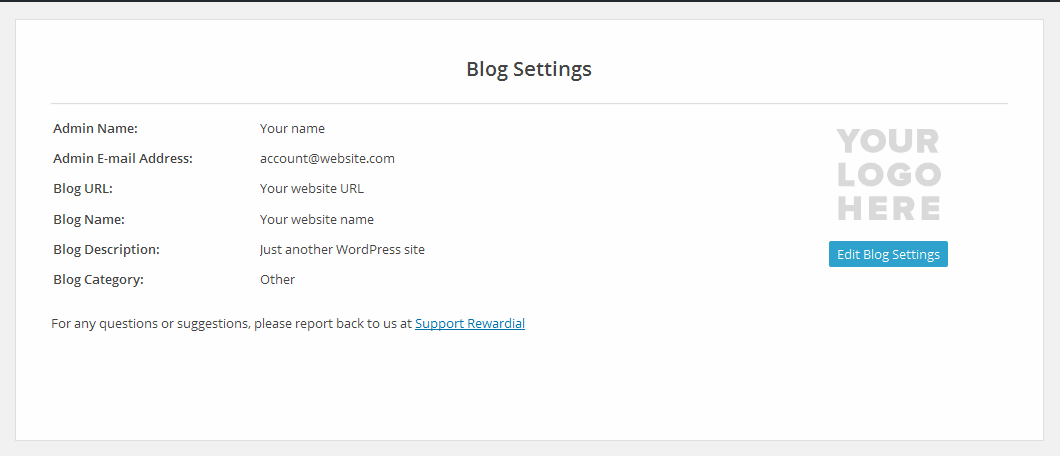 Blog Settings
Admin Name: Your name
Admin E-mail Address: account@website.com
Blog URL: Your website URL
Blog Name: Your website name
Blog Description: Just another WordPress site
Blog Category: Other
YOUR
LOGO
HERE
Edit Blog Settings
For any questions or suggestions, please report back to us at Support Rewardial